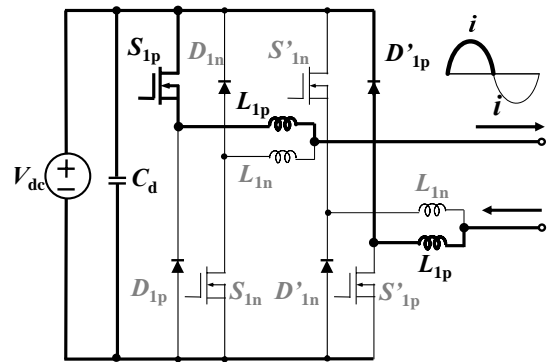 i
S1p
D1n
S'1n
D'1p
i
L1p
L1n
Vdc
Cd
L1n
L1p
D1p
S1n
D'1n
S'1p